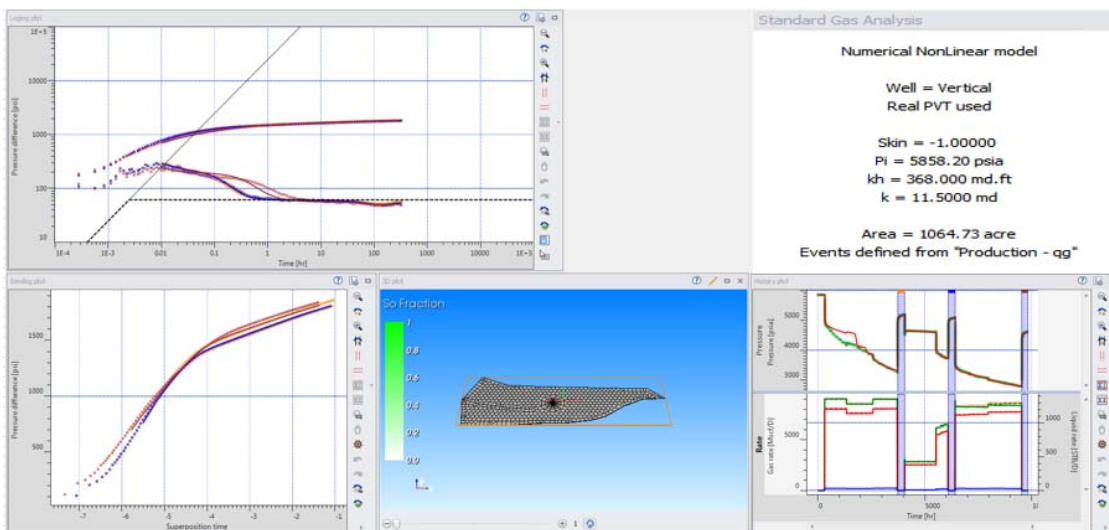 Loglog plot
1E+5
10000
1000
100
10
Pressure difference [psi]
1E-4
1E-3
0.01
0.1
1
10
100
1000
10000
1E+5
Time [hr]
Standard Gas Analysis
Numerical NonLinear model
Well = Vertical
Real PVT used
Skin = -1.00000
Pi = 5858.20 psia
kh = 368.000 md.ft
k = 11.5000 md
Area = 1064.73 acre
Events defined from "Production - qg"
Semilog plot
1500
1000
500
Pressure difference [psi]
-7
-6
-5
-4
-3
-2
-1
Superposition time
3D plot
So Fraction
1
0.8
0.6
0.4
0.2
0.0
1
History plot
5000
4000
3000
Pressure
Pressure [psia]
5000
0
Rate
Gas rate [Mscf/D]
1000
500
0
Liquid rate [STB/D]
0
5000
Time [hr]